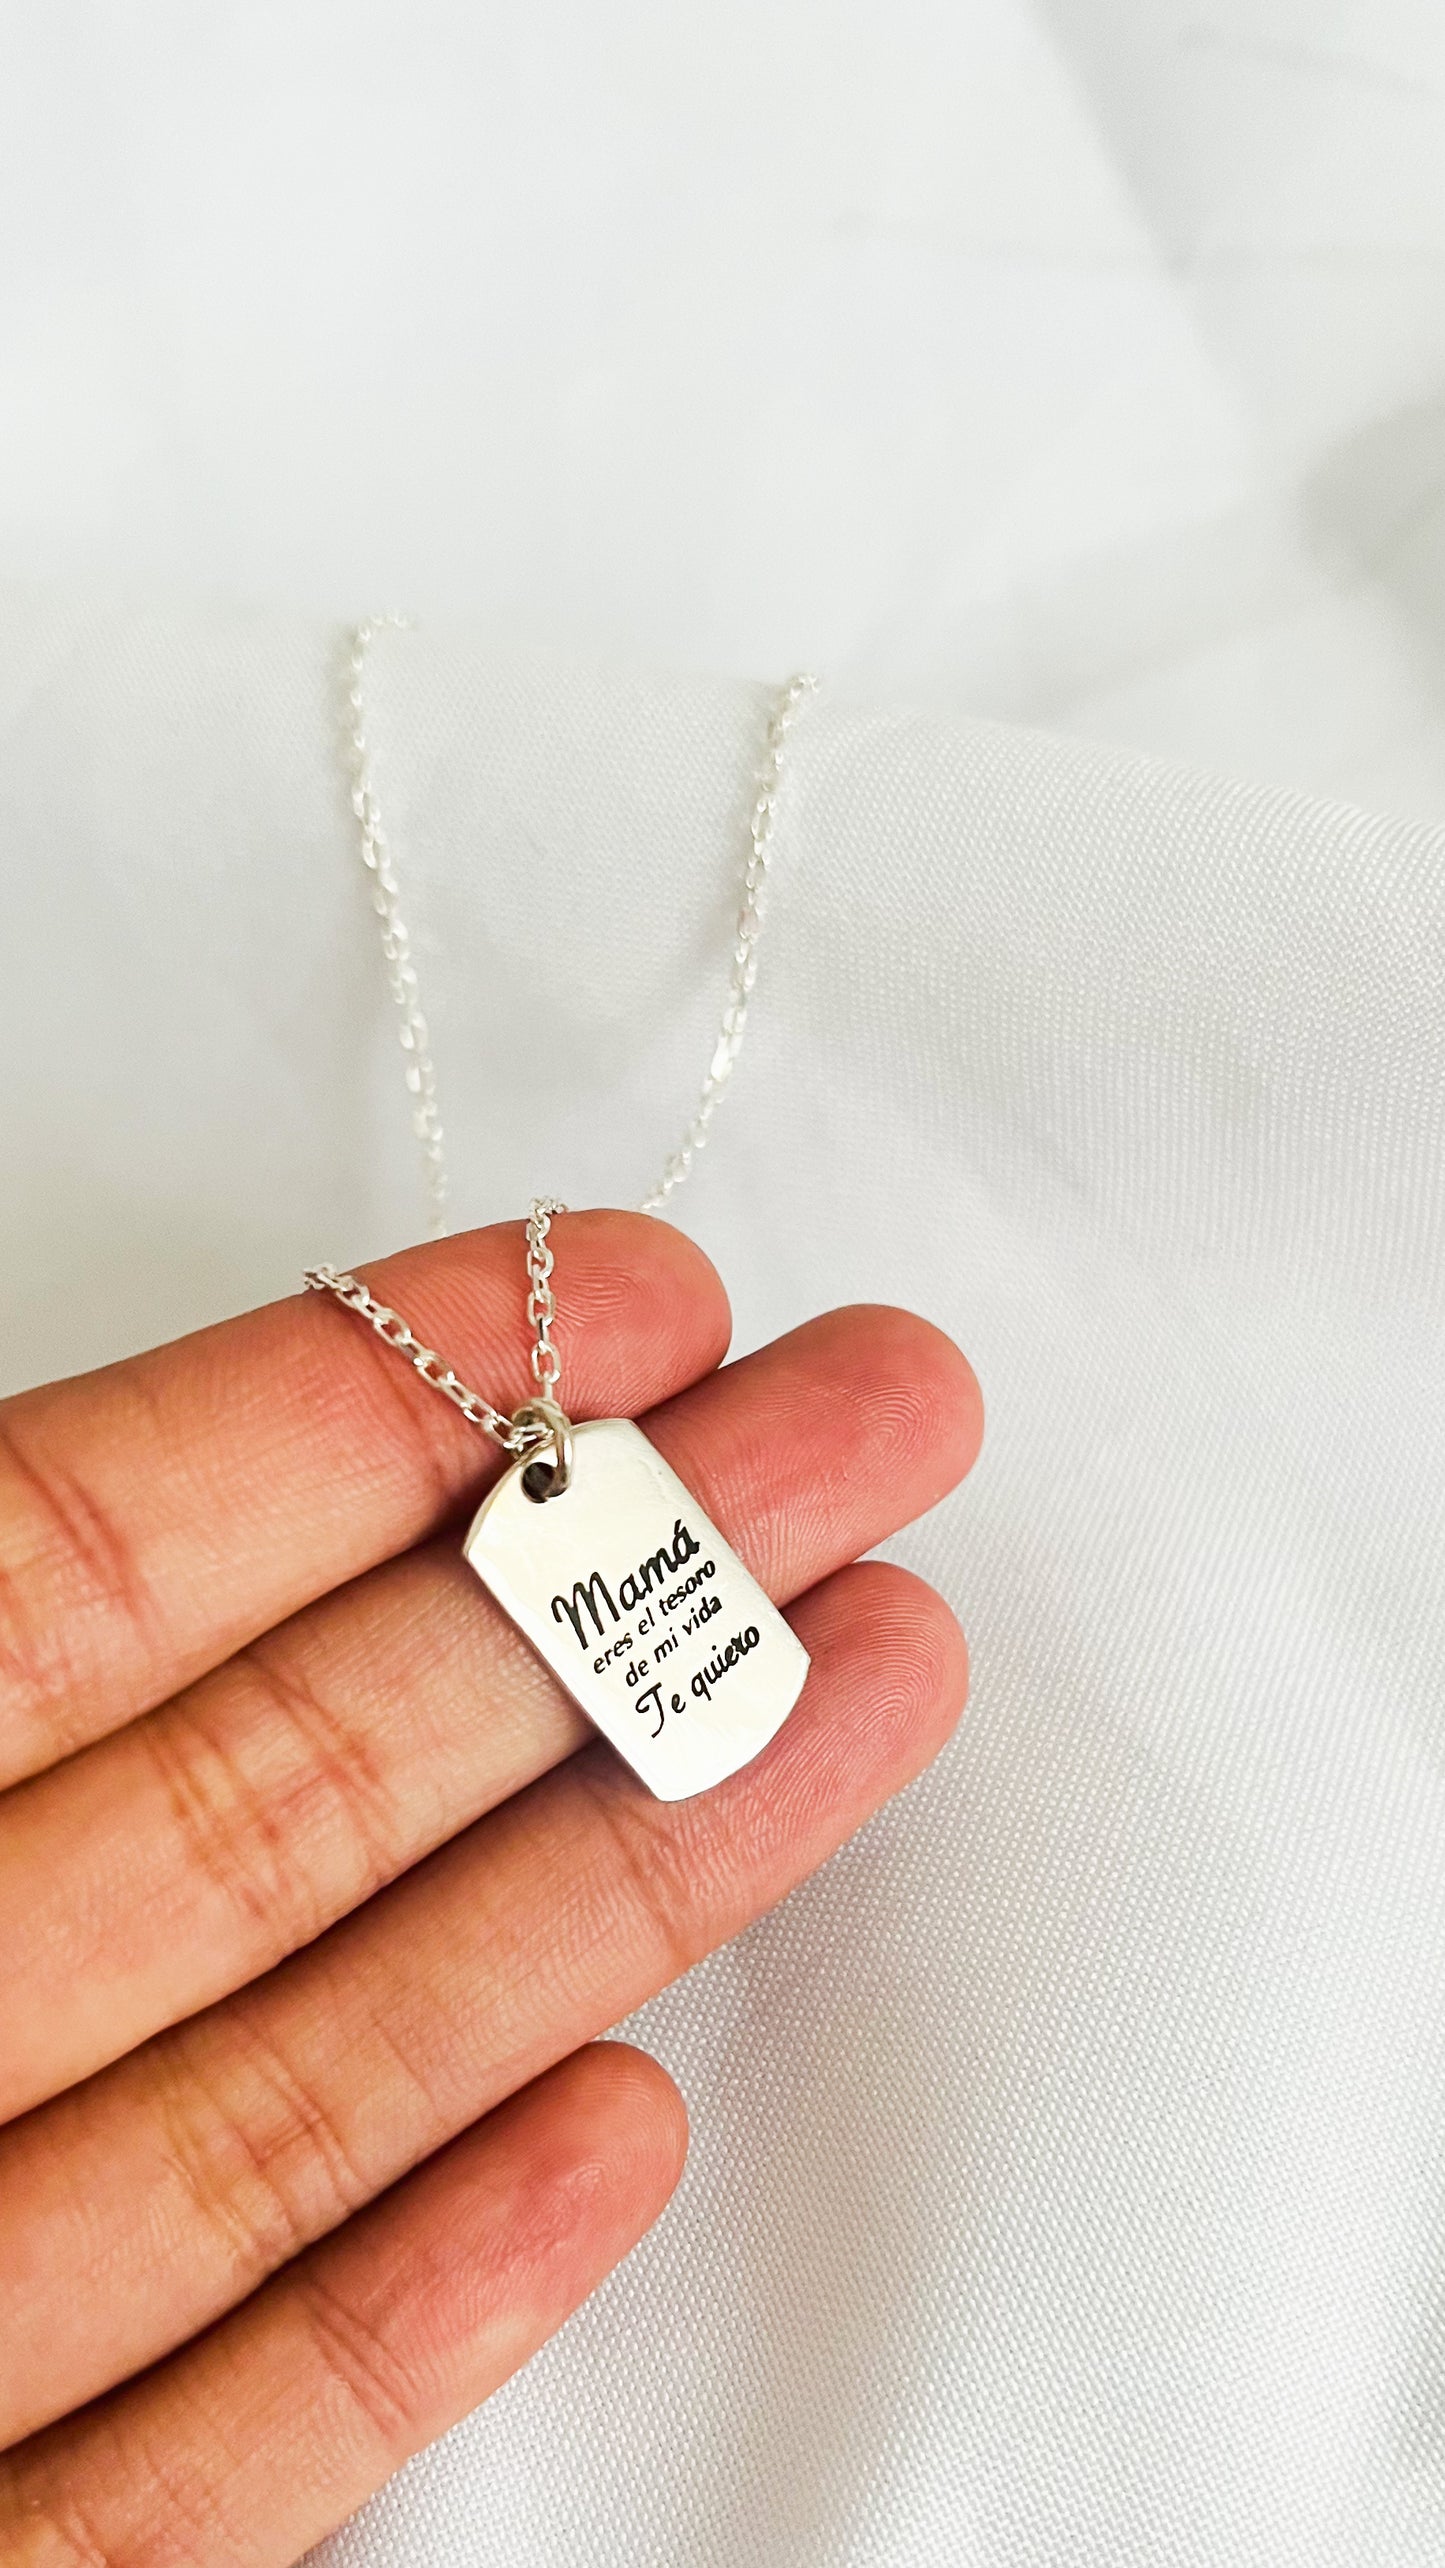 Mamá
eres el tesoro
de mi vida
Te quiero